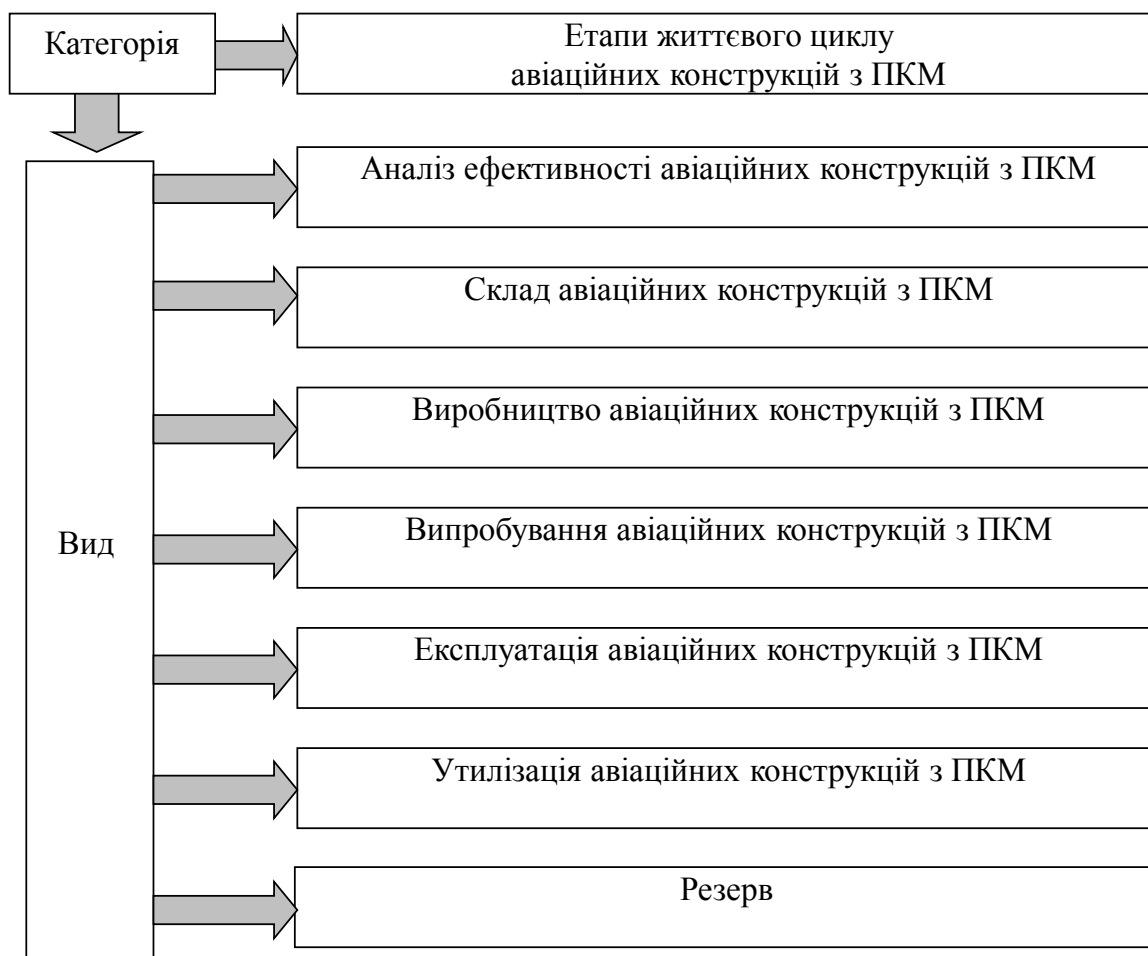 Категорія
Етапи життєвого циклу
авіаційних конструкцій з ПКМ
Аналіз ефективності авіаційних конструкцій з ПКМ
Склад авіаційних конструкцій з ПКМ
Виробництво авіаційних конструкцій з ПКМ
Вид
Випробування авіаційних конструкцій з ПКМ
Експлуатація авіаційних конструкцій з ПКМ
Утилізація авіаційних конструкцій з ПКМ
Резерв